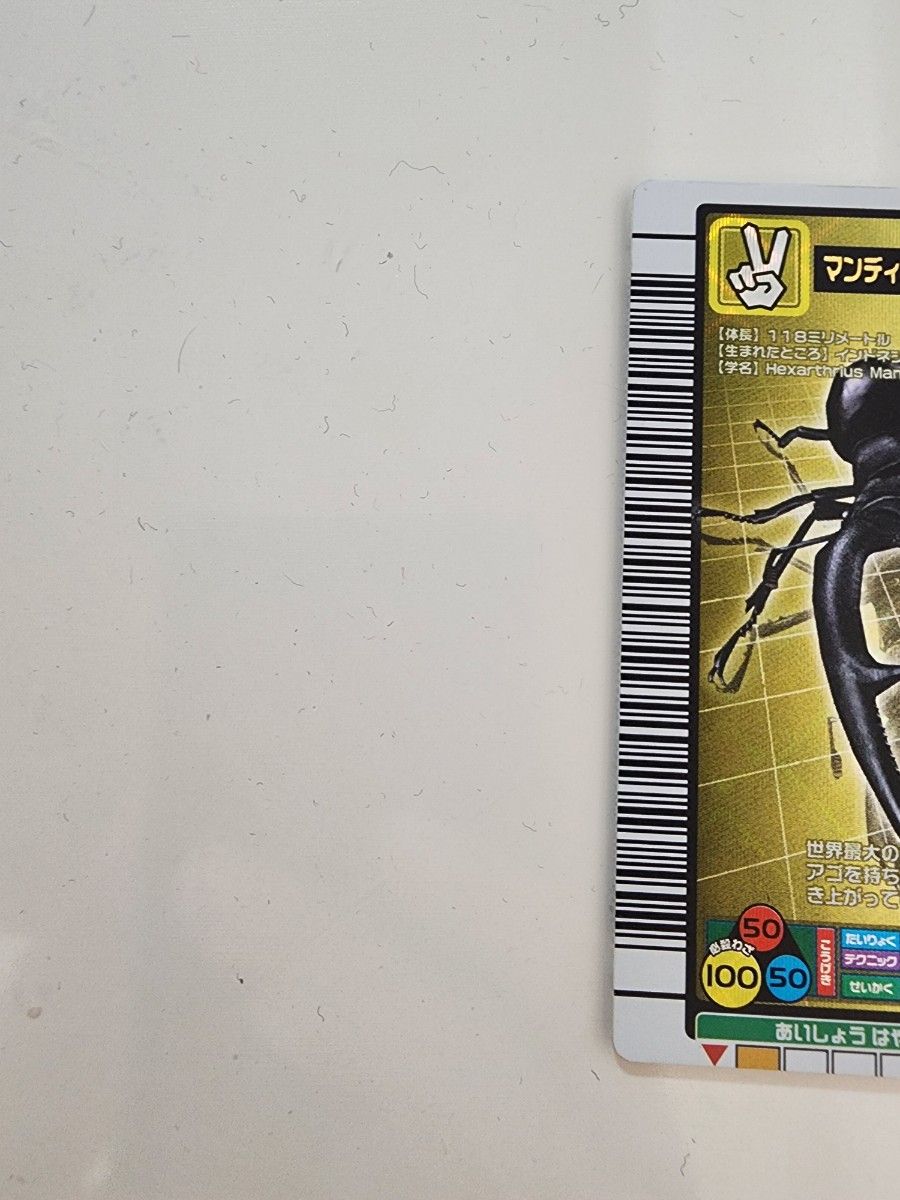 マンディ
【体長】118ミリメートル
【生まれたところ】インドネシ
【学名】Hexarthrius Man
世界最大の
アゴを持ち
き上がって
50
必殺わざ
100 50
こうげき
たいりょく
テクニック
せいかく
あいしょう はや